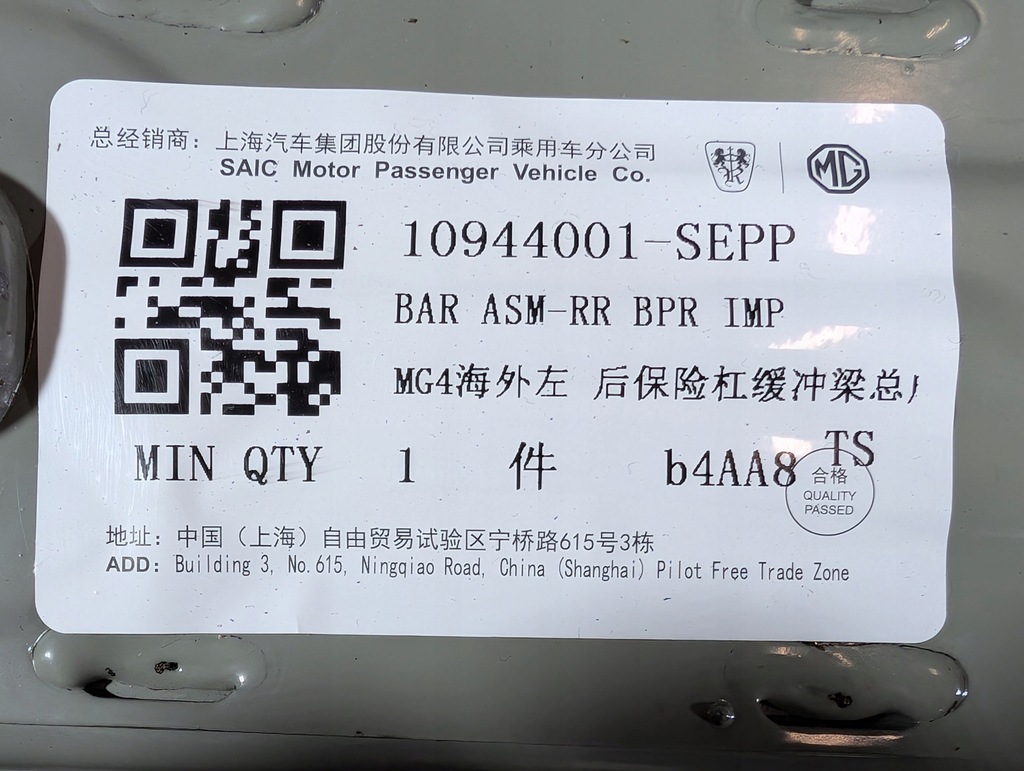 总经销商：上海汽车集团股份有限公司乘用车分公司
SAIC Motor Passenger Vehicle Co.
MG
10944001-SEPP
BAR ASM-RR BPR IMP
MG4海外左 后保险杠缓冲梁总
MIN QTY 1 件 b4AA8 TS
合格
QUALITY
PASSED
地址：中国（上海）自由贸易试验区宁桥路615号3栋
ADD: Building 3, No.615, Ningqiao Road, China (Shanghai) Pilot Free Trade Zone